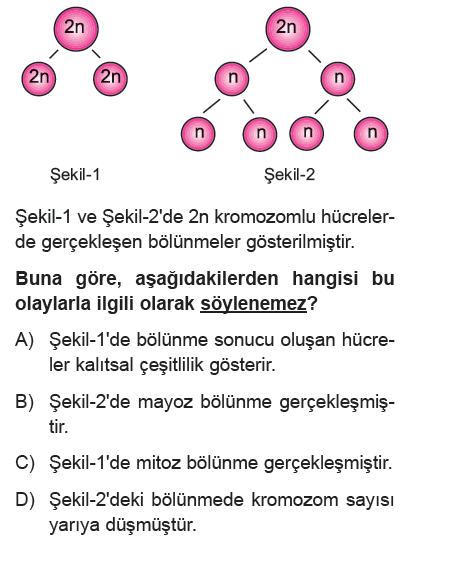 2n 2n
2n 2n n n
n n n n
Şekil-1 Şekil-2
Şekil-1 ve Şekil-2'de 2n kromozomlu hücreler-
de gerçekleşen bölünmeler gösterilmiştir.
Buna göre, aşağıdakilerden hangisi bu
olaylarla ilgili olarak söylenemez?
A) Şekil-1'de bölünme sonucu oluşan hücre-
ler kalıtsal çeşitlilik gösterir.
B) Şekil-2'de mayoz bölünme gerçekleşmiş-
tir.
C) Şekil-1'de mitoz bölünme gerçekleşmiştir.
D) Şekil-2'deki bölünmede kromozom sayısı
yarıya düşmüştür.